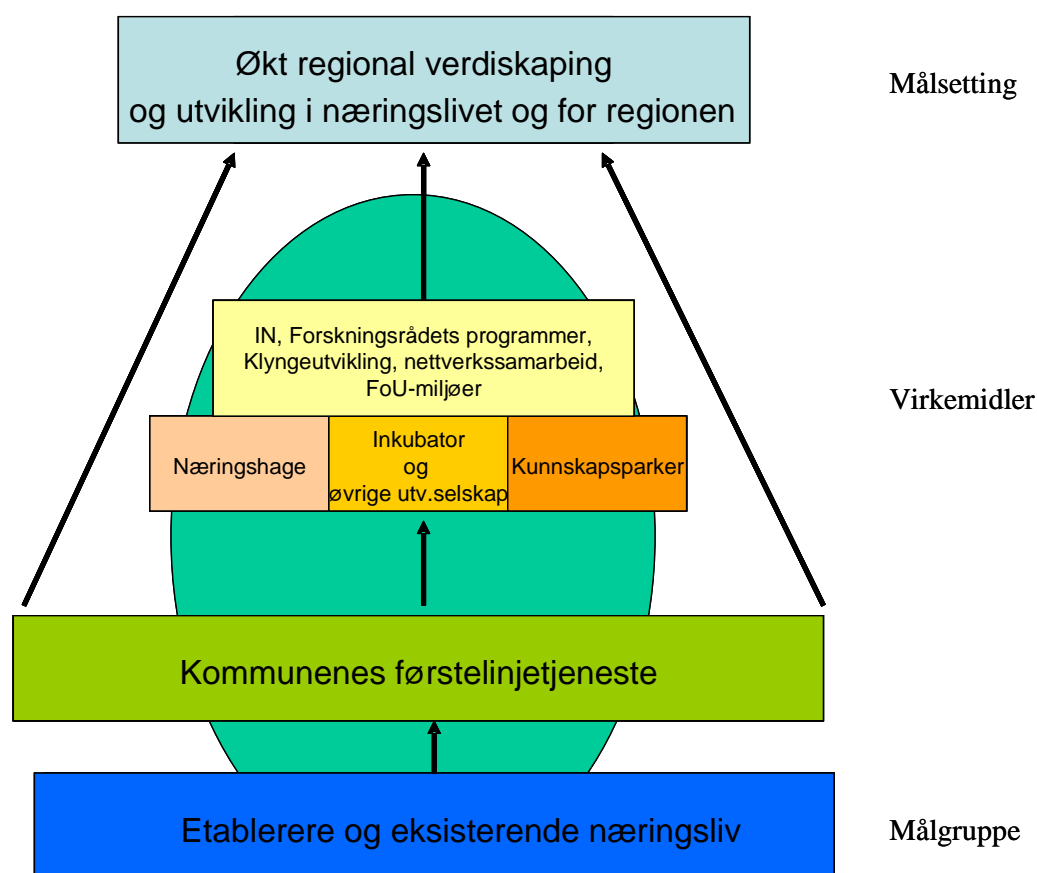 Økt regional verdiskaping
og utvikling i næringslivet og for regionen
Målsetting
IN, Forskningsrådets programmer,
Klyngeutvikling, nettverkssamarbeid,
FoU-miljøer
Virkemidler
Næringshage
Inkubator
og
øvrige utv.selskap
Kunnskapsparker
Kommunenes førstelinjetjeneste
Etablerere og eksisterende næringsliv
Målgruppe